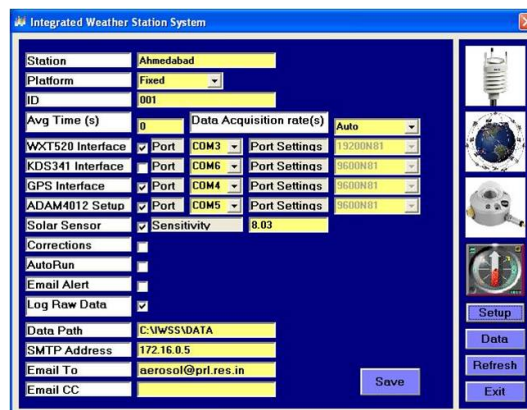 Integrated Weather Station System
Station Ahmedabad
Platform Fixed
ID 001
Avg Time (s) 0 Data Acquisition rate(s) Auto
WXT520 Interface Port COM3 Port Settings 19200N81
KDS341 Interface Port COM6 Port Settings 9600N81
GPS Interface Port COM4 Port Settings 9600N81
ADAM4012 Setup Port COM5 Port Settings 9600N81
Solar Sensor Sensitivity 8.03
Corrections
AutoRun
Email Alert
Log Raw Data
Data Path C:\IWSS\DATA
SMTP Address 172.16.0.5
Email To aerosol@prl.res.in
Email CC
Save
Setup
Data
Refresh
Exit